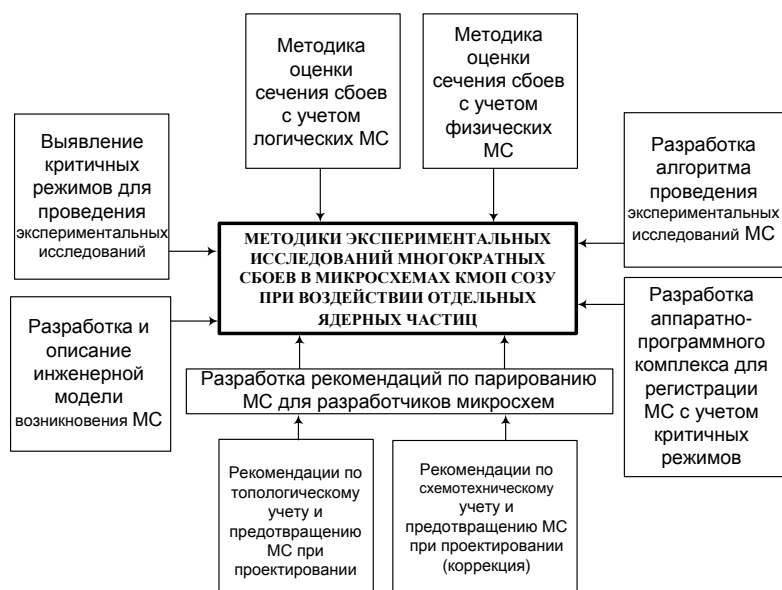 Методика
оценки
сечения сбоев
с учетом
логических МС
Методика
оценки
сечения сбоев
с учетом
физических
МС
Выявление
критичных
режимов для
проведения
экспериментальных
исследований
Разработка
алгоритма
проведения
экспериментальных
исследований МС
МЕТОДИКИ ЭКСПЕРИМЕНТАЛЬНЫХ
ИССЛЕДОВАНИЙ МНОГОКРАТНЫХ
СБОЕВ В МИКРОСХЕМАХ КМОП СОЗУ
ПРИ ВОЗДЕЙСТВИИ ОТДЕЛЬНЫХ
ЯДЕРНЫХ ЧАСТИЦ
Разработка и
описание
инженерной
модели
возникновения МС
Разработка
аппаратно-
программного
комплекса для
регистрации
МС с учетом
критичных
режимов
Разработка рекомендаций по парированию
МС для разработчиков микросхем
Рекомендации по
топологическому
учету и
предотвращению
МС при
проектировании
Рекомендации по
схемотехническому
учету и
предотвращению МС
при проектировании
(коррекция)